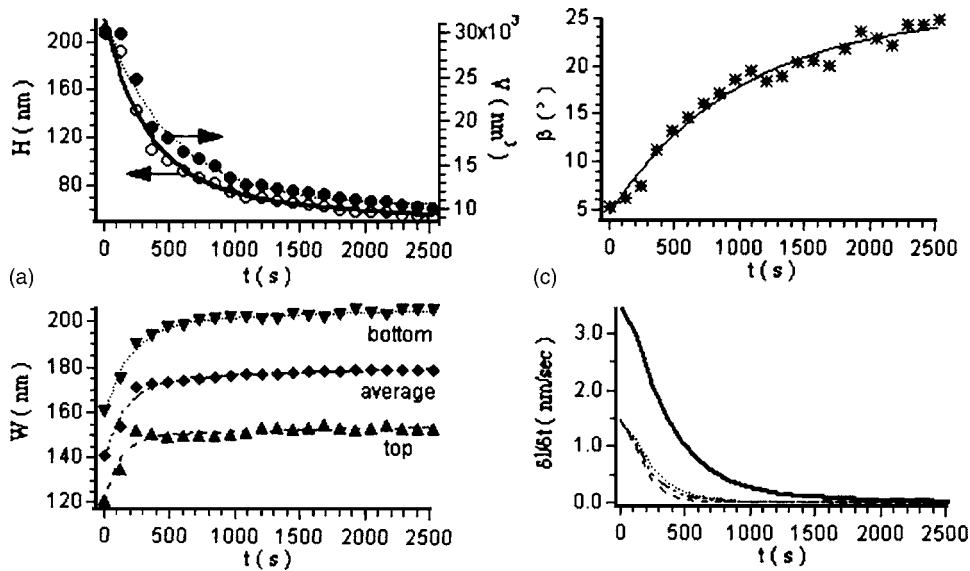 200
160
120
80
H ( nm )
30x10³
25
20
15
10
V ( nm³ )
0 500 1000 1500 2000 2500
t ( s )
(a)
25
20
15
10
5
β ( ° )
0 500 1000 1500 2000 2500
t ( s )
(c)
200
180
160
140
120
W ( nm )
bottom
average
top
0 500 1000 1500 2000 2500
t ( s )
3.0
2.0
1.0
0.0
δl/δt ( nm/sec )
0 500 1000 1500 2000 2500
t ( s )